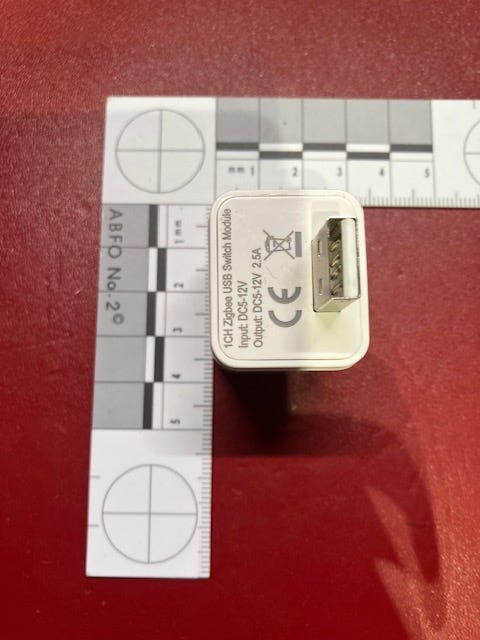 mm 1 2 3 4 5
ABFO No.2©
1 mm 2 3 4 5
1CH Zigbee USB Switch Module
Input: DC5-12V
Output: DC5-12V 2.5A
CE